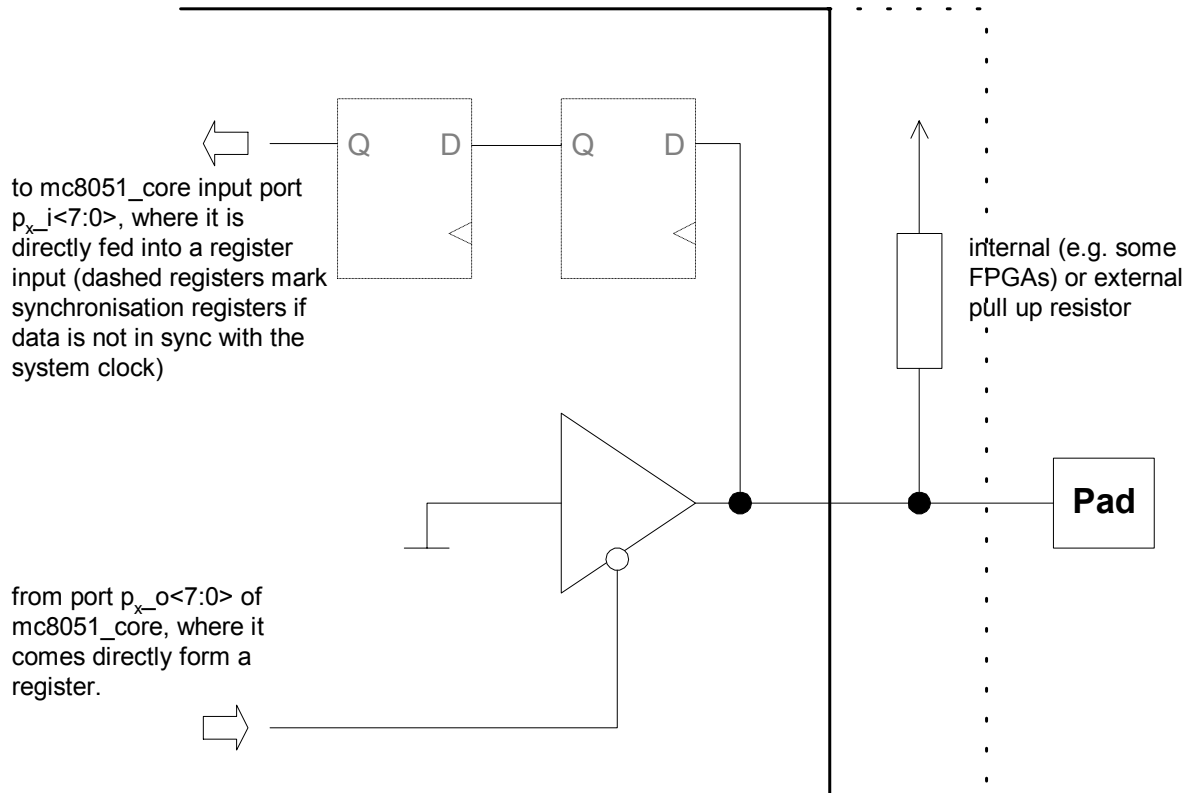 Q D
Q D
to mc8051_core input port
px_i<7:0>, where it is
directly fed into a register
input (dashed registers mark
synchronisation registers if
data is not in sync with the
system clock)
internal (e.g. some
FPGAs) or external
pull up resistor
Pad
from port px_o<7:0> of
mc8051_core, where it
comes directly form a
register.